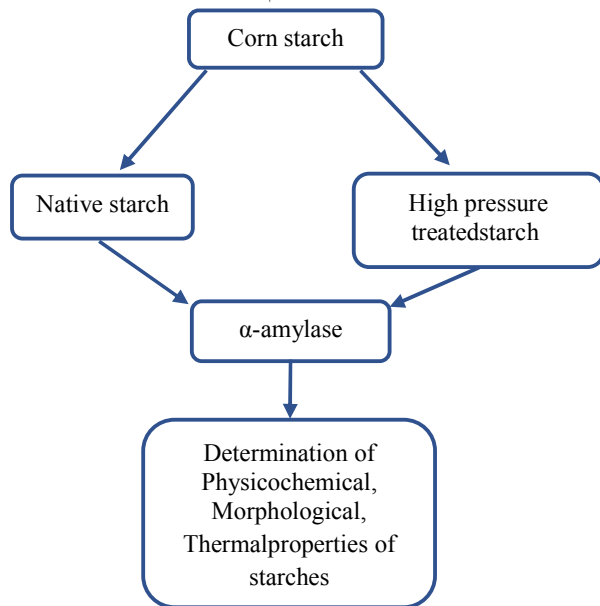 Corn starch
Native starch
High pressure
treatedstarch
α-amylase
Determination of
Physicochemical,
Morphological,
Thermalproperties of
starches